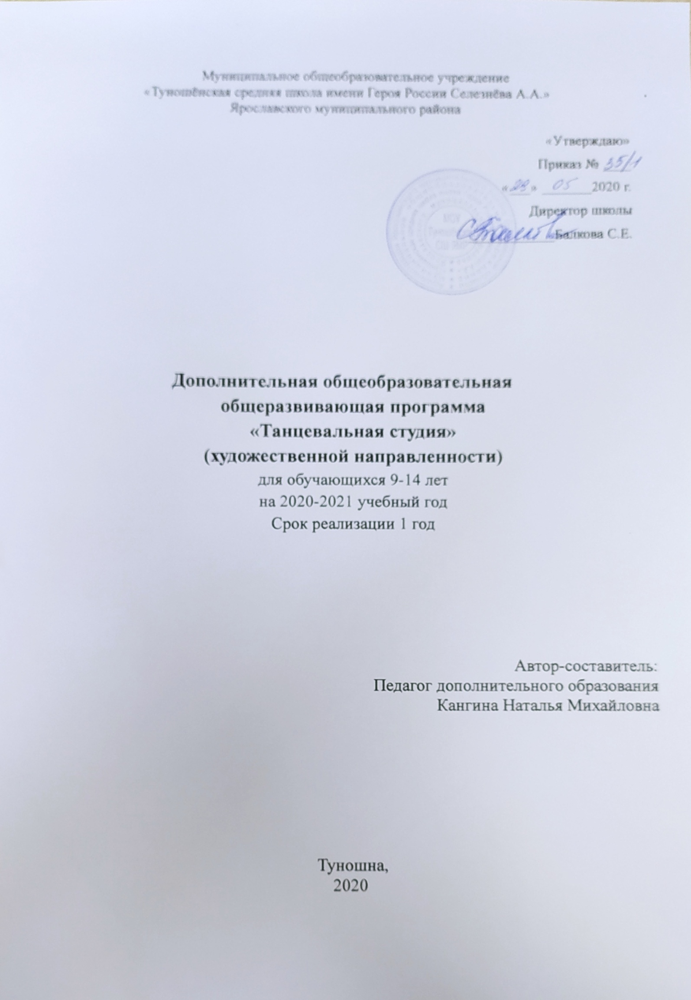 Муниципальное общеобразовательное учреждение
«Туношёнская средняя школа имени Героя России Селезнёва А.А.»
Ярославского муниципального района
«Утверждаю»
Приказ № 35/1
«28» 05 2020 г.
Директор школы
Балкова С.Е.
МОУ
Дополнительная общеобразовательная
общеразвивающая программа
«Танцевальная студия»
(художественной направленности)
для обучающихся 9-14 лет
на 2020-2021 учебный год
Срок реализации 1 год
Автор-составитель:
Педагог дополнительного образования
Кангина Наталья Михайловна
Туношна,
2020